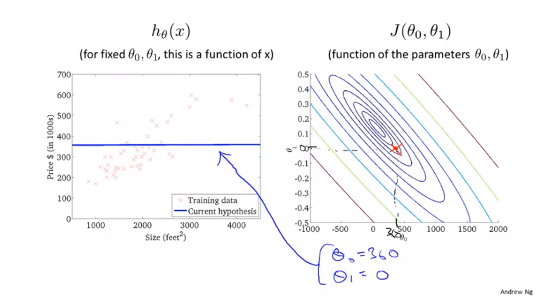 hθ(x)
(for fixed θ0, θ1, this is a function of x)
700
600
500
400
300
200
100
0
Price $ (in 1000s)
1000
2000
3000
4000
Size (feet²)
Training data
Current hypothesis
J(θ0, θ1)
(function of the parameters θ0, θ1)
0.5
0.4
0.3
0.2
0.1
0
-0.1
-0.2
-0.3
-0.4
-0.5
θ1
-1000
-500
0
500
1000
1500
2000
360
θ0
θ0 = 360
θ1 = 0
Andrew Ng